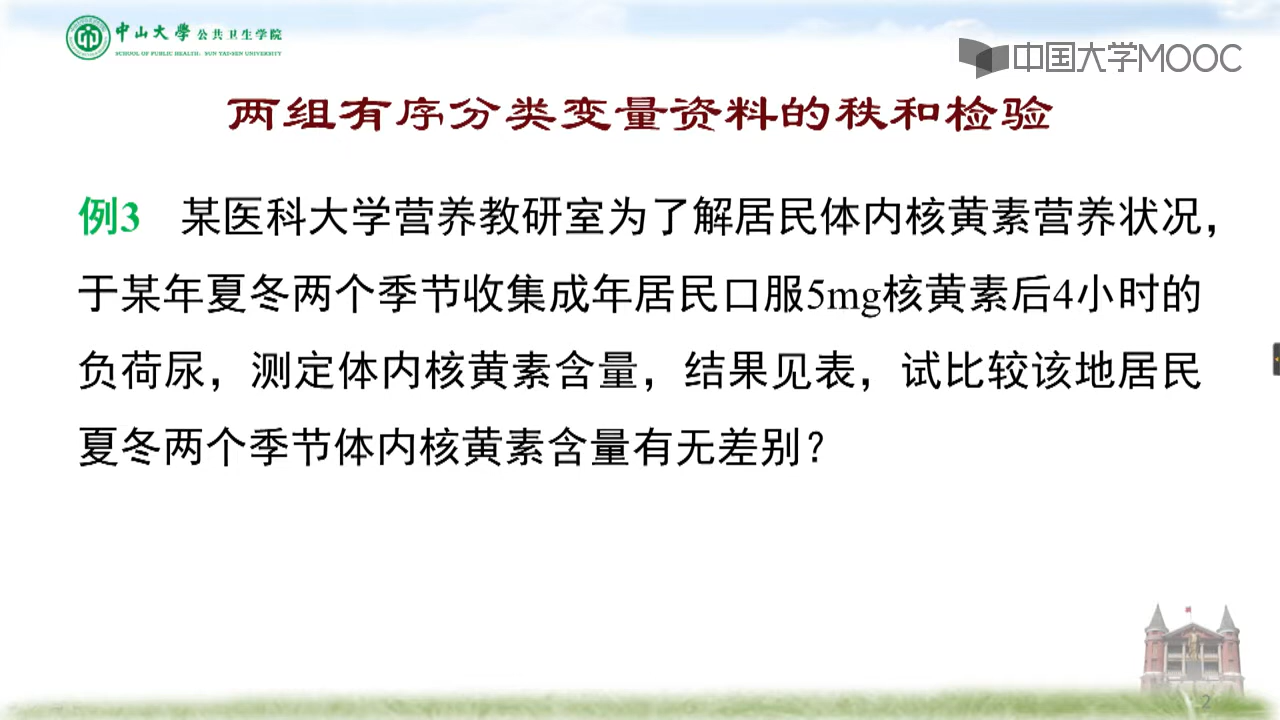 中山大學 公共卫生学院
SCHOOL OF PUBLIC HEALTH, SUN YAT-SEN UNIVERSITY
中国大学MOOC
两组有序分类变量资料的秩和检验
例3 某医科大学营养教研室为了解居民体内核黄素营养状况，
于某年夏冬两个季节收集成年居民口服5mg核黄素后4小时的
负荷尿，测定体内核黄素含量，结果见表，试比较该地居民
夏冬两个季节体内核黄素含量有无差别？
2